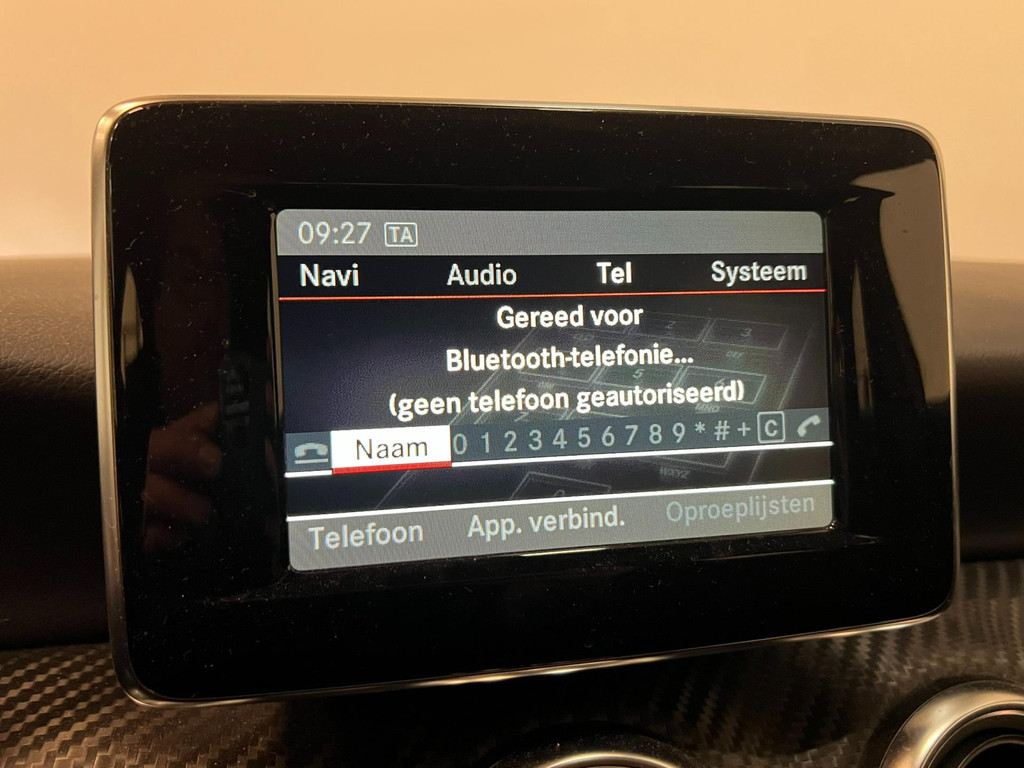 09:27 TA
Navi Audio Tel Systeem
Gereed voor
Bluetooth-telefonie...
(geen telefoon geautoriseerd)
Naam 0 1 2 3 4 5 6 7 8 9 * # + C
Telefoon App. verbind. Oproeplijsten